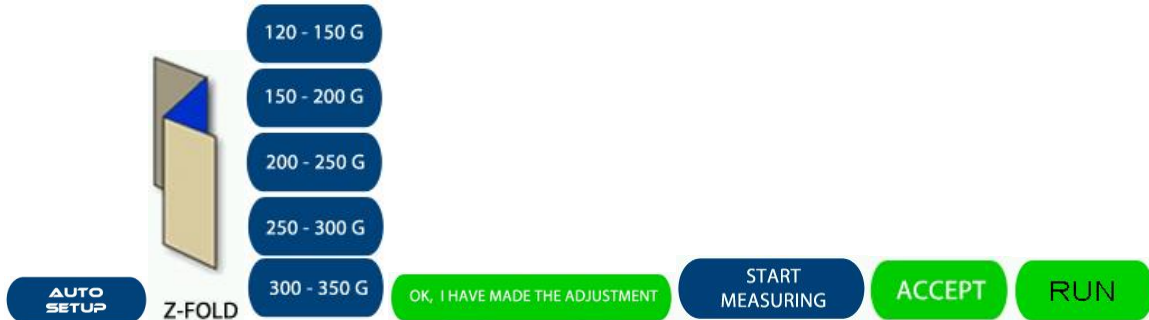 120 - 150 G
150 - 200 G
200 - 250 G
250 - 300 G
300 - 350 G
AUTO
SETUP
Z-FOLD
OK, I HAVE MADE THE ADJUSTMENT
START
MEASURING
ACCEPT
RUN